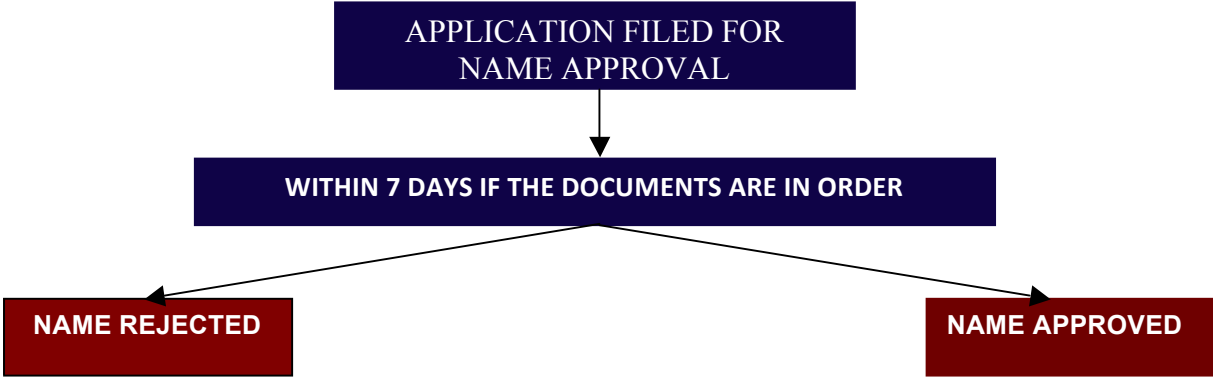 APPLICATION FILED FOR
NAME APPROVAL
WITHIN 7 DAYS IF THE DOCUMENTS ARE IN ORDER
NAME REJECTED
NAME APPROVED